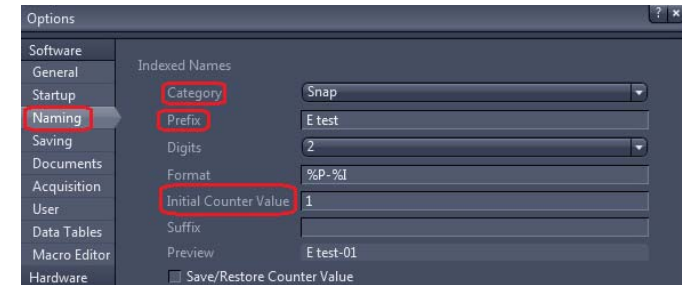 Options ? ×
Software
General
Startup
Naming
Saving
Documents
Acquisition
User
Data Tables
Macro Editor
Hardware
Indexed Names
Category Snap
Prefix E test
Digits 2
Format %P-%I
Initial Counter Value 1
Suffix
Preview E test-01
Save/Restore Counter Value